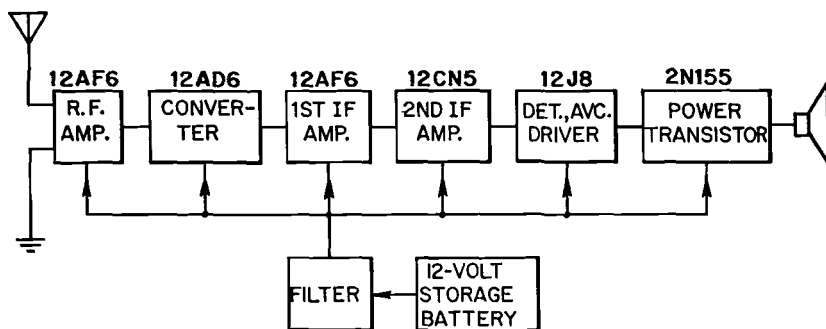 12AF6
12AD6
12AF6
12CN5
12J8
2N155
R.F.
AMP.
CONVER-
TER
1ST IF
AMP.
2ND IF
AMP.
DET., AVC.
DRIVER
POWER
TRANSISTOR
FILTER
12-VOLT
STORAGE
BATTERY